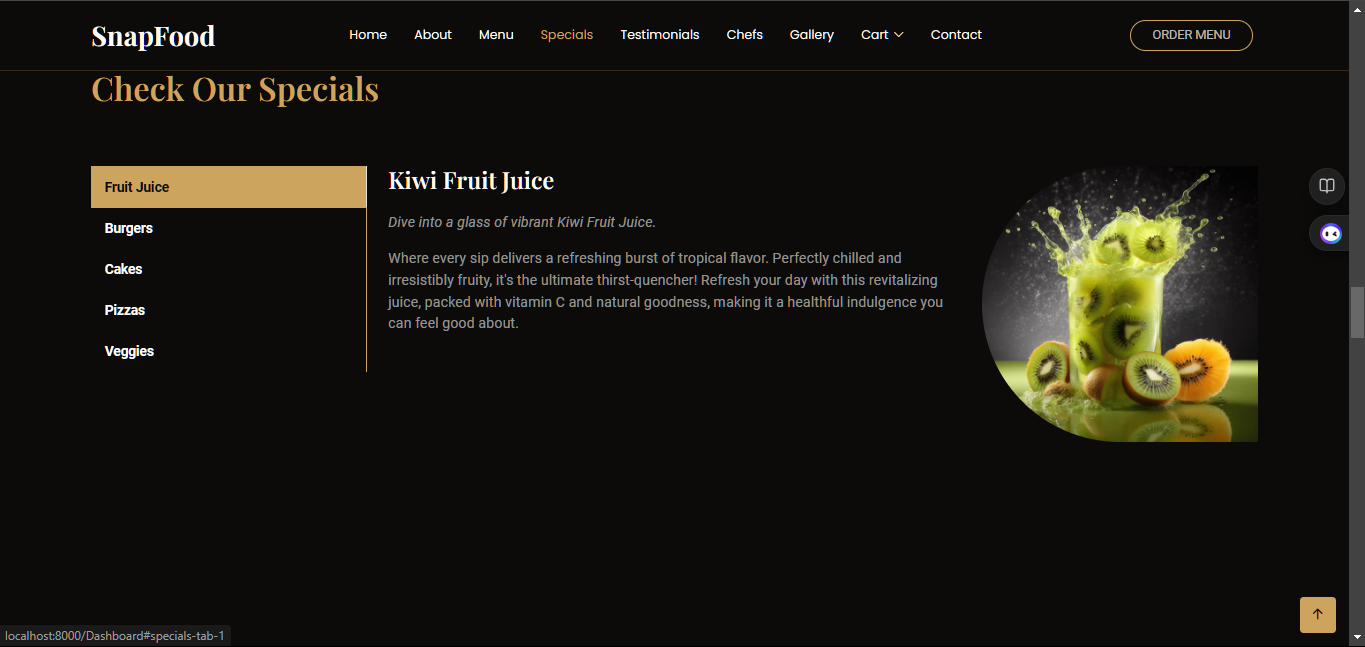 SnapFood
Home About Menu Specials Testimonials Chefs Gallery Cart Contact
ORDER MENU
Check Our Specials
Fruit Juice
Burgers
Cakes
Pizzas
Veggies
Kiwi Fruit Juice
Dive into a glass of vibrant Kiwi Fruit Juice.
Where every sip delivers a refreshing burst of tropical flavor. Perfectly chilled and
irresistibly fruity, it's the ultimate thirst-quencher! Refresh your day with this revitalizing
juice, packed with vitamin C and natural goodness, making it a healthful indulgence you
can feel good about.
localhost:8000/Dashboard#specials-tab-1